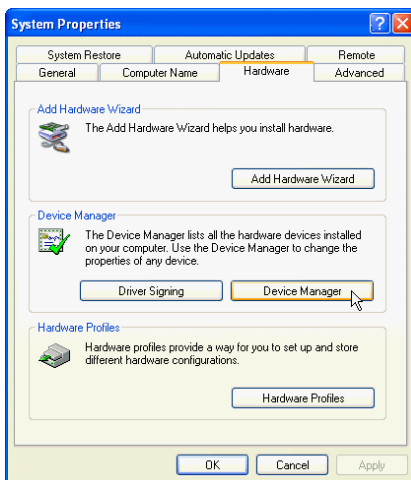 System Properties
System Restore Automatic Updates Remote
General Computer Name Hardware Advanced
Add Hardware Wizard
The Add Hardware Wizard helps you install hardware.
Add Hardware Wizard
Device Manager
The Device Manager lists all the hardware devices installed
on your computer. Use the Device Manager to change the
properties of any device.
Driver Signing Device Manager
Hardware Profiles
Hardware profiles provide a way for you to set up and store
different hardware configurations.
Hardware Profiles
OK Cancel Apply